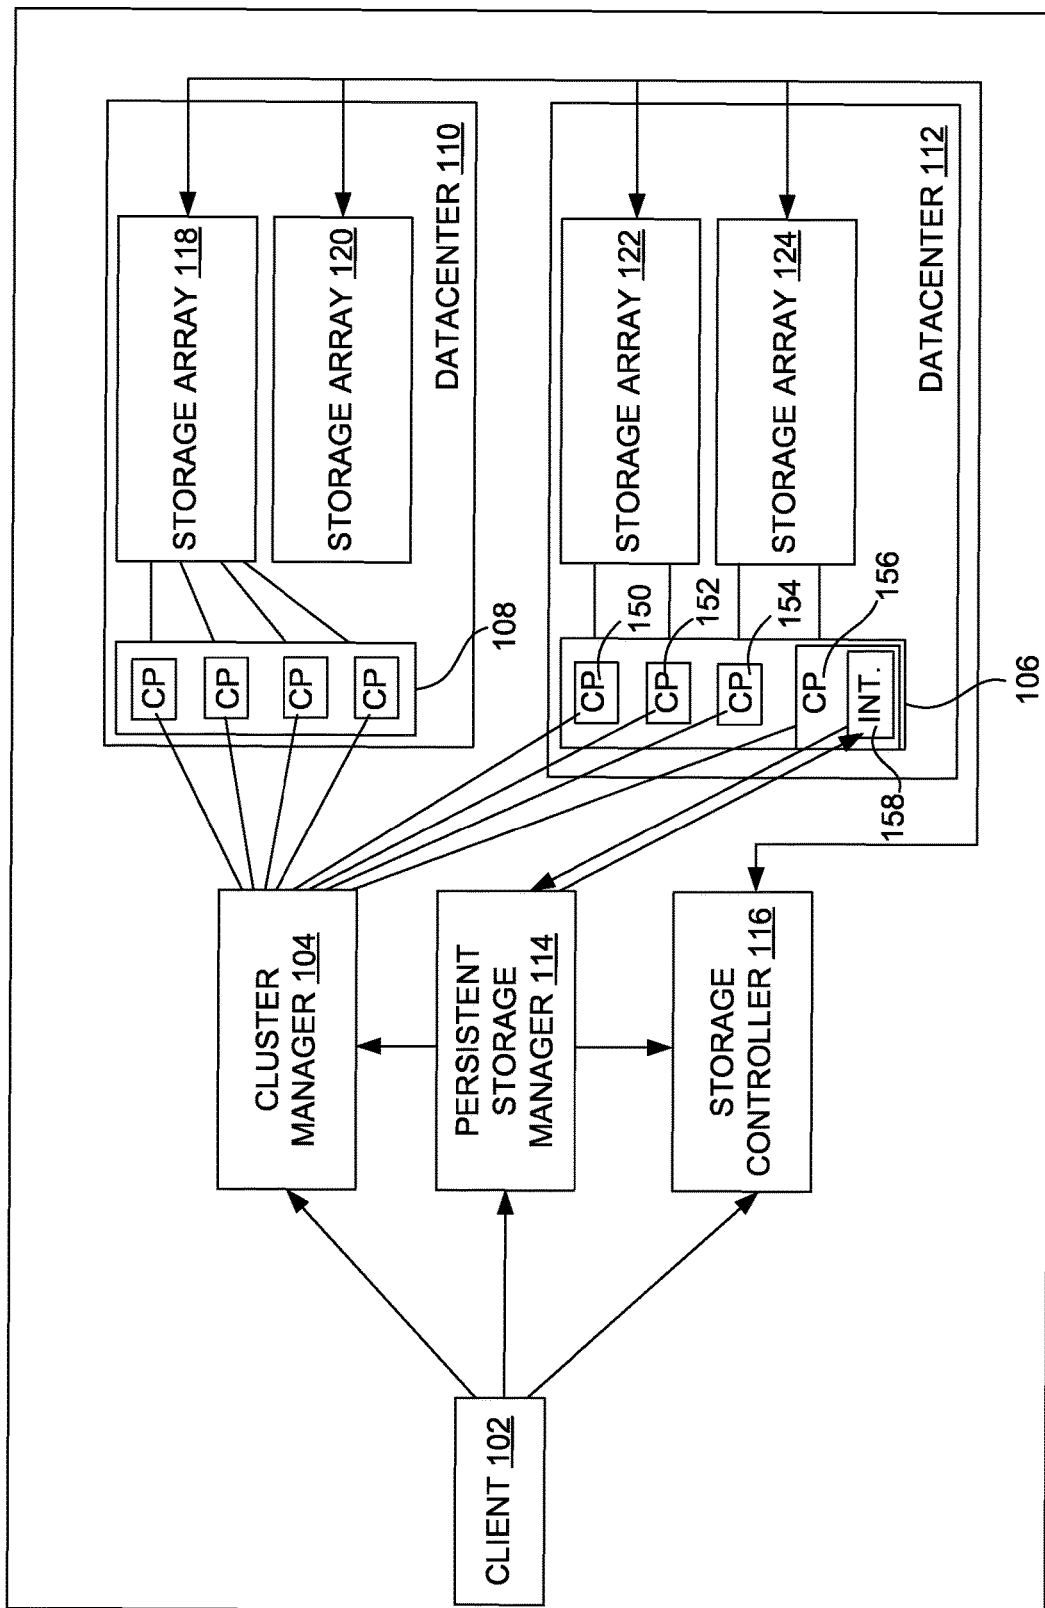 CLIENT 102
CLUSTER
MANAGER 104
PERSISTENT
STORAGE
MANAGER 114
STORAGE
CONTROLLER 116
CP
CP
CP
CP
108
STORAGE ARRAY 118
STORAGE ARRAY 120
DATACENTER 110
CP
150
CP
152
CP
154
CP
156
INT.
158
106
STORAGE ARRAY 122
STORAGE ARRAY 124
DATACENTER 112